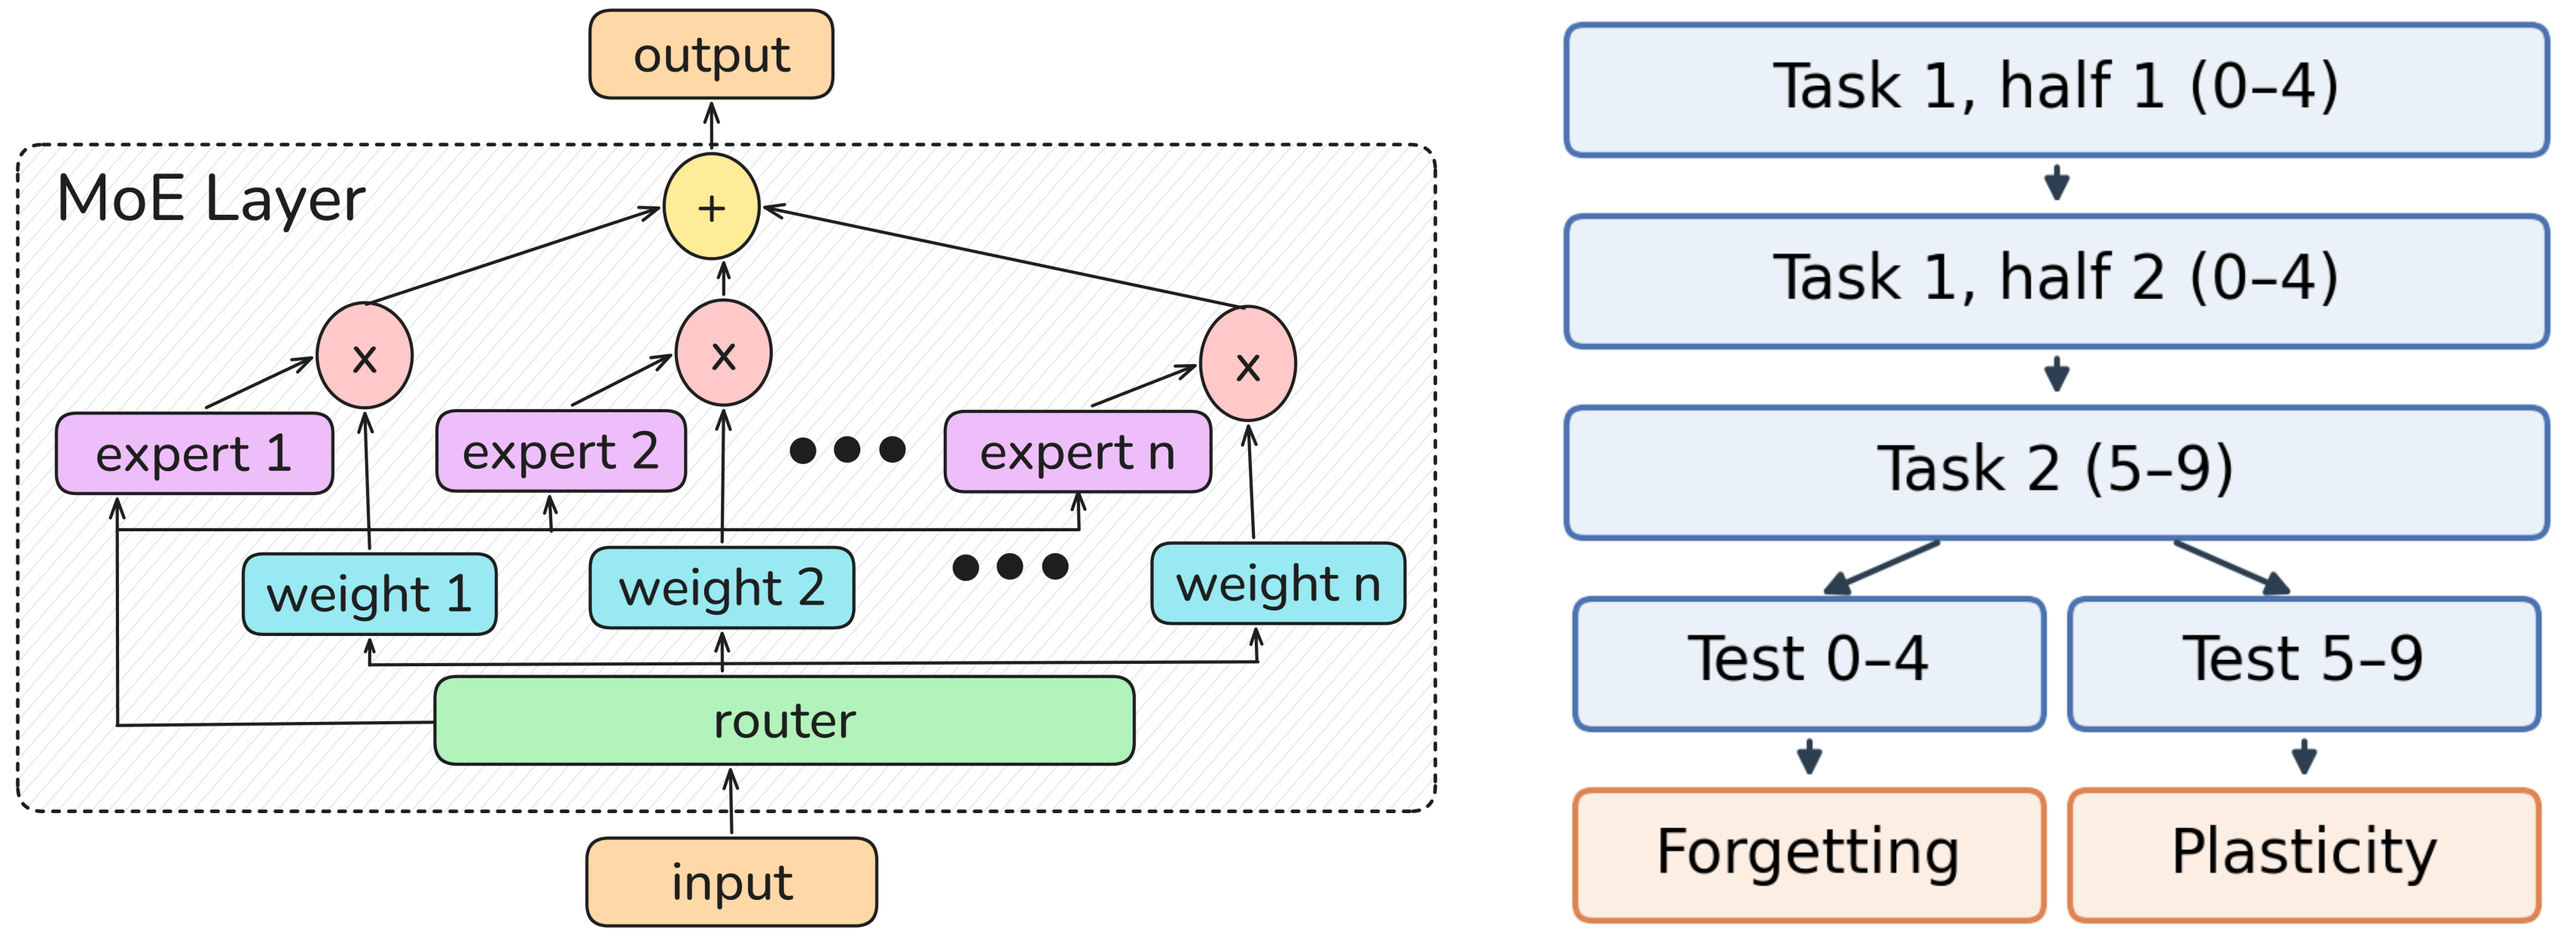 output
MoE Layer
+
x
x
x
expert 1
expert 2
expert n
weight 1
weight 2
weight n
router
input
Task 1, half 1 (0–4)
Task 1, half 2 (0–4)
Task 2 (5–9)
Test 0–4
Test 5–9
Forgetting
Plasticity